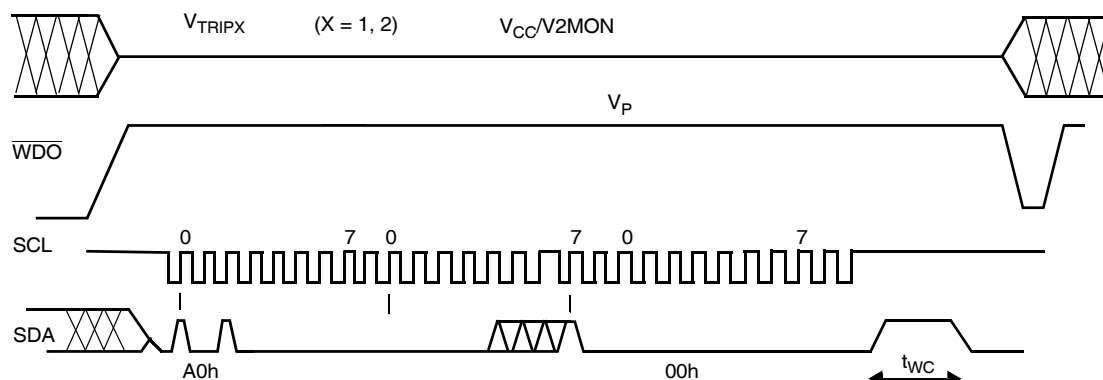 VTRIPX (X = 1, 2) VCC/V2MON
VP
WDO
SCL 0 7 0 7 0 7
SDA
A0h 00h tWC